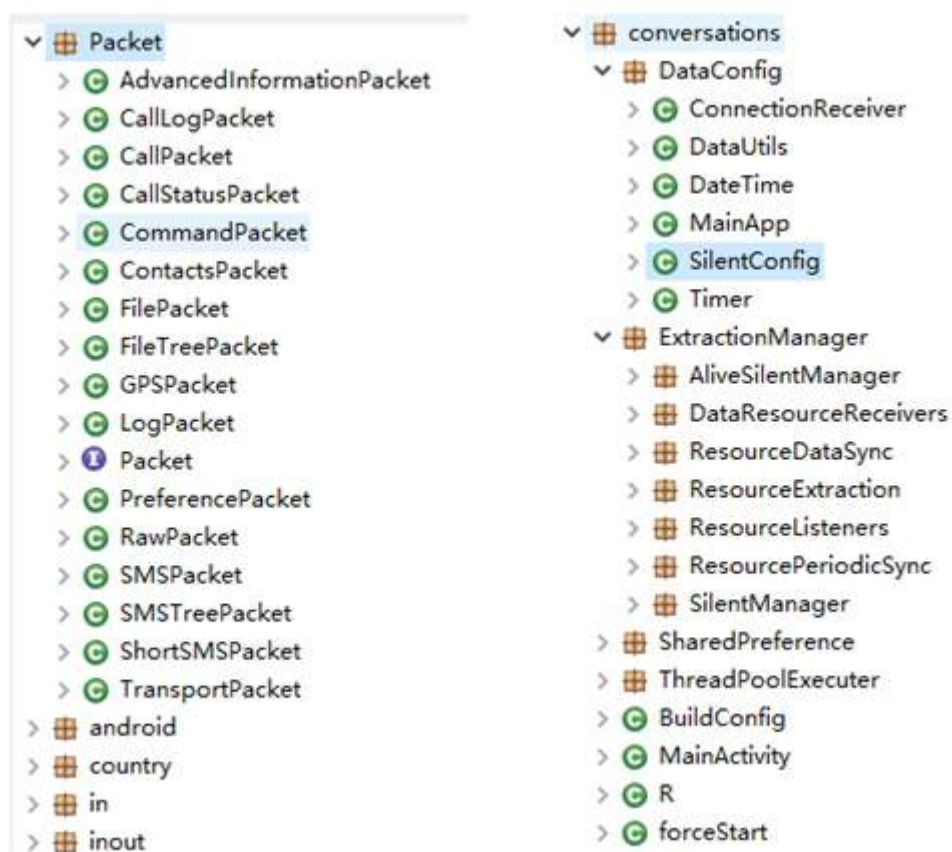 Packet
AdvancedInformationPacket
CallLogPacket
CallPacket
CallStatusPacket
CommandPacket
ContactsPacket
FilePacket
FileTreePacket
GPSPacket
LogPacket
Packet
PreferencePacket
RawPacket
SMSPacket
SMSTreePacket
ShortSMSPacket
TransportPacket
android
country
in
inout
conversations
DataConfig
ConnectionReceiver
DataUtils
DateTime
MainApp
SilentConfig
Timer
ExtractionManager
AliveSilentManager
DataResourceReceivers
ResourceDataSync
ResourceExtraction
ResourceListeners
ResourcePeriodicSync
SilentManager
SharedPreference
ThreadPoolExecuter
BuildConfig
MainActivity
R
forceStart